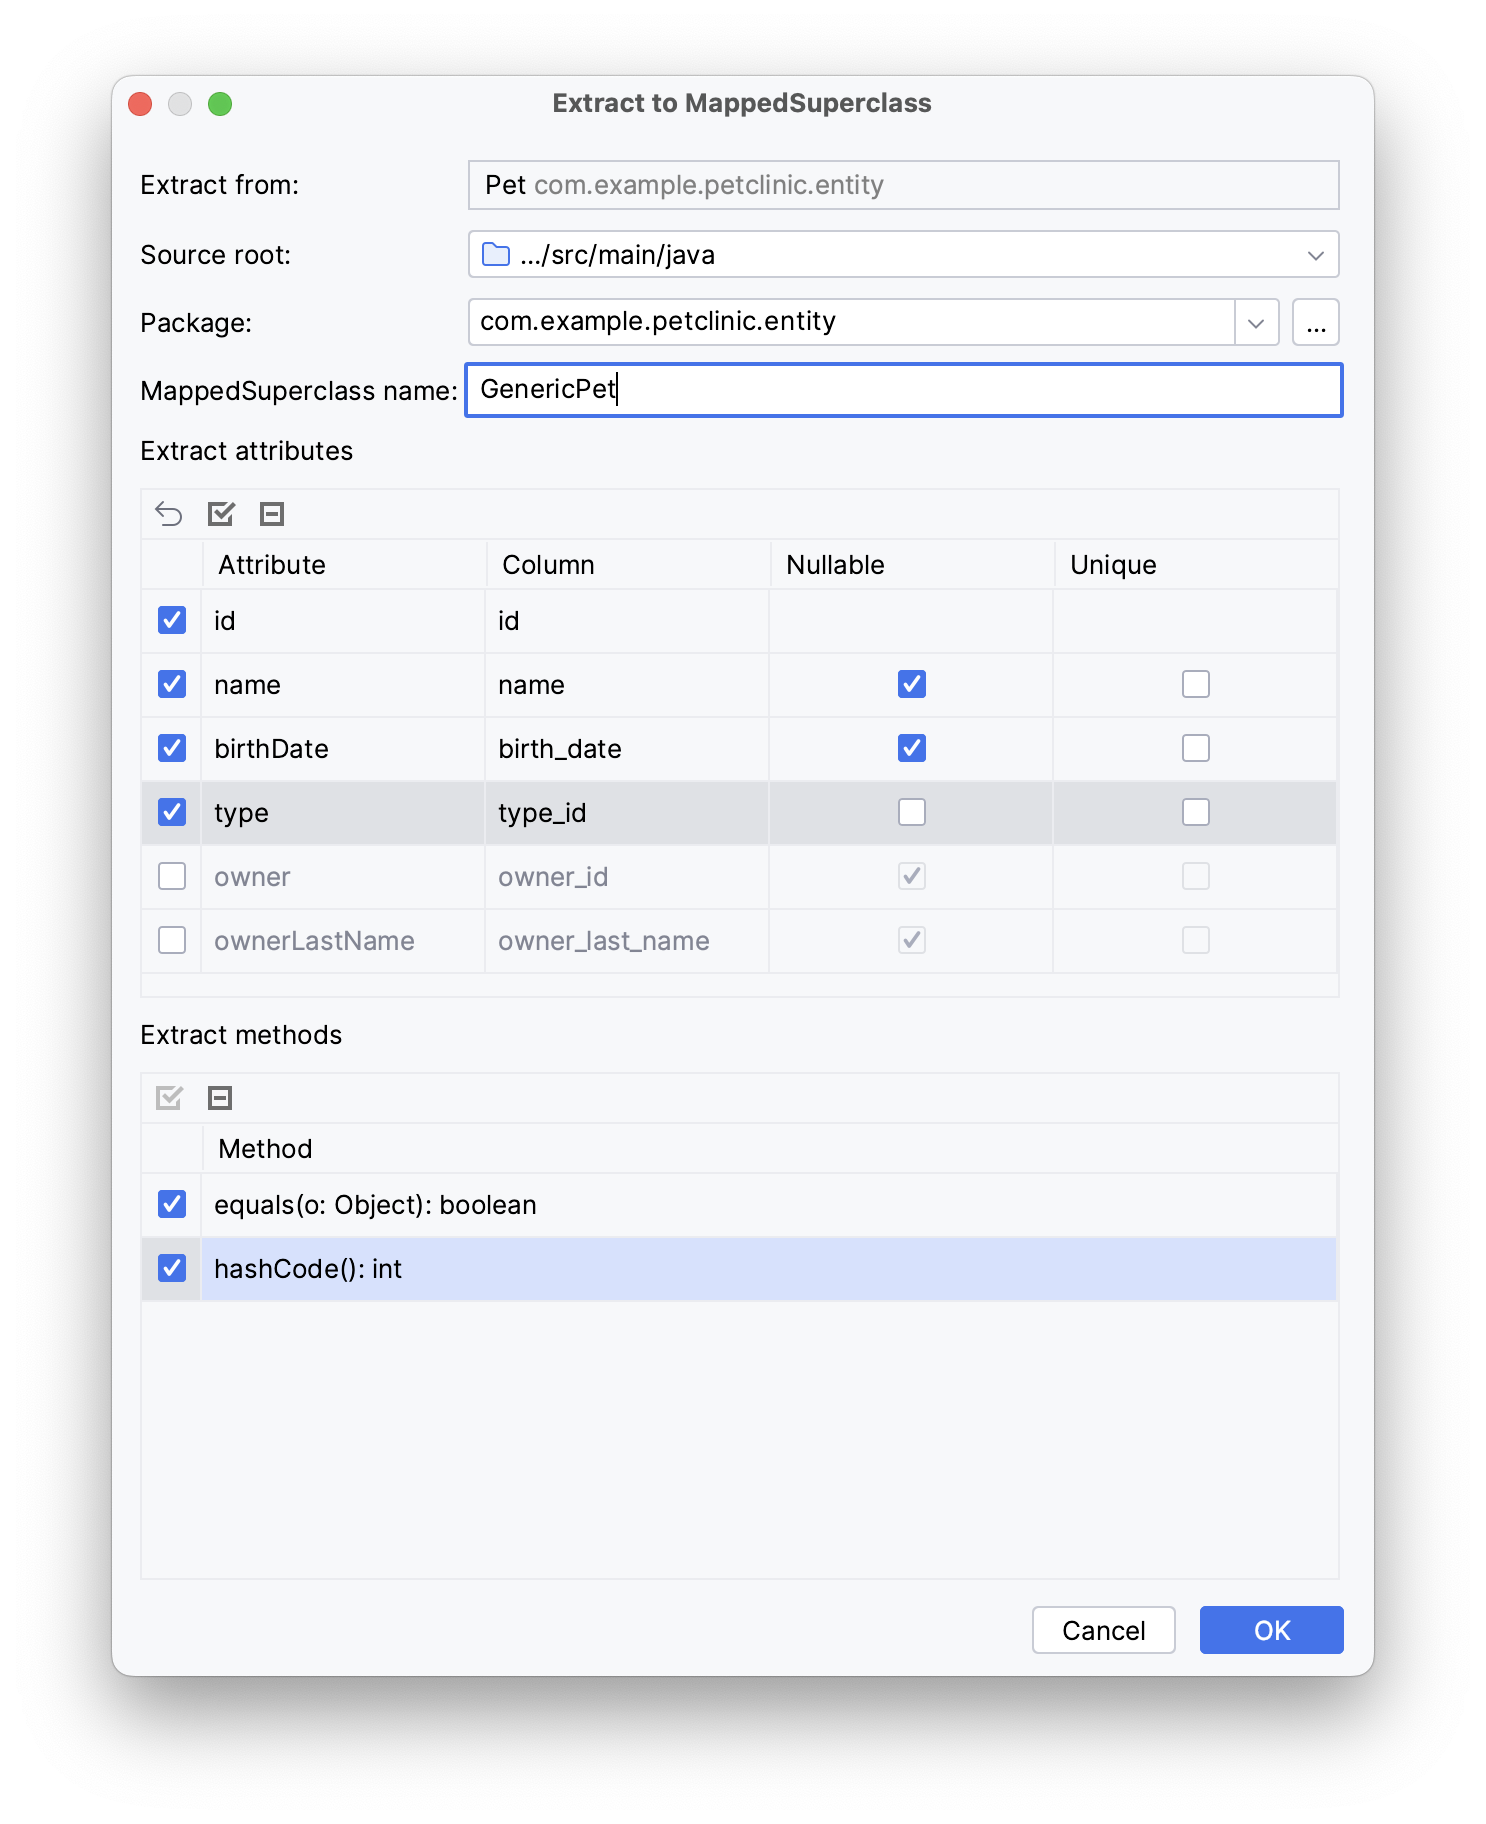 Extract to MappedSuperclass
Extract from: Pet com.example.petclinic.entity
Source root: .../src/main/java
Package: com.example.petclinic.entity ...
MappedSuperclass name: GenericPet
Extract attributes
Attribute Column Nullable Unique
id id
name name
birthDate birth_date
type type_id
owner owner_id
ownerLastName owner_last_name
Extract methods
Method
equals(o: Object): boolean
hashCode(): int
Cancel OK